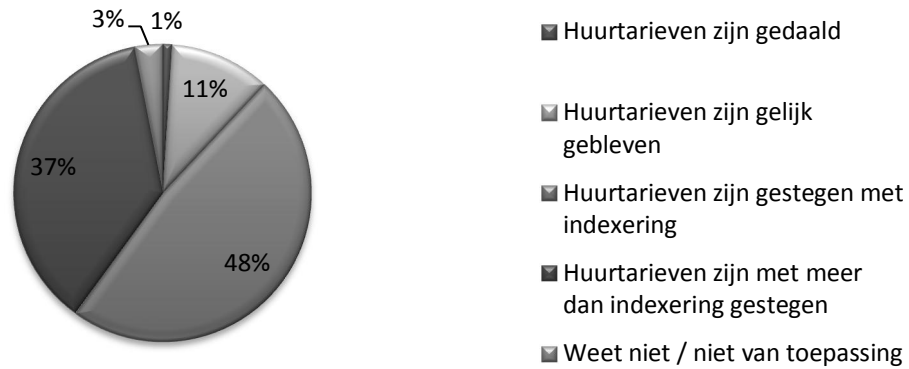 3%
1%
11%
37%
48%
Huurtarieven zijn gedaald
Huurtarieven zijn gelijk
gebleven
Huurtarieven zijn gestegen met
indexering
Huurtarieven zijn met meer
dan indexering gestegen
Weet niet / niet van toepassing